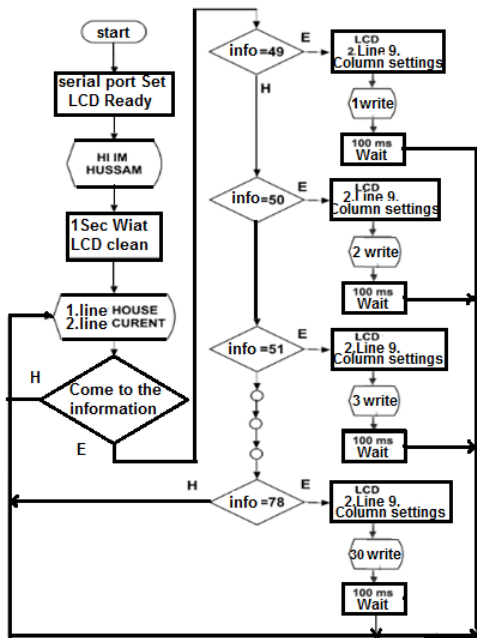 start
serial port Set
LCD Ready
HI IM
HUSSAM
1Sec Wiat
LCD clean
1.line HOUSE
2.line CURENT
H
Come to the
information
E
info=49
E
H
LCD
2.Line 9.
Column settings
1write
100 ms
Wait
info=50
E
LCD
2.Line 9.
Column settings
2 write
100 ms
Wait
info=51
E
LCD
2.Line 9.
Column settings
3 write
100 ms
Wait
H
info=78
E
LCD
2.Line 9.
Column settings
30 write
100 ms
Wait